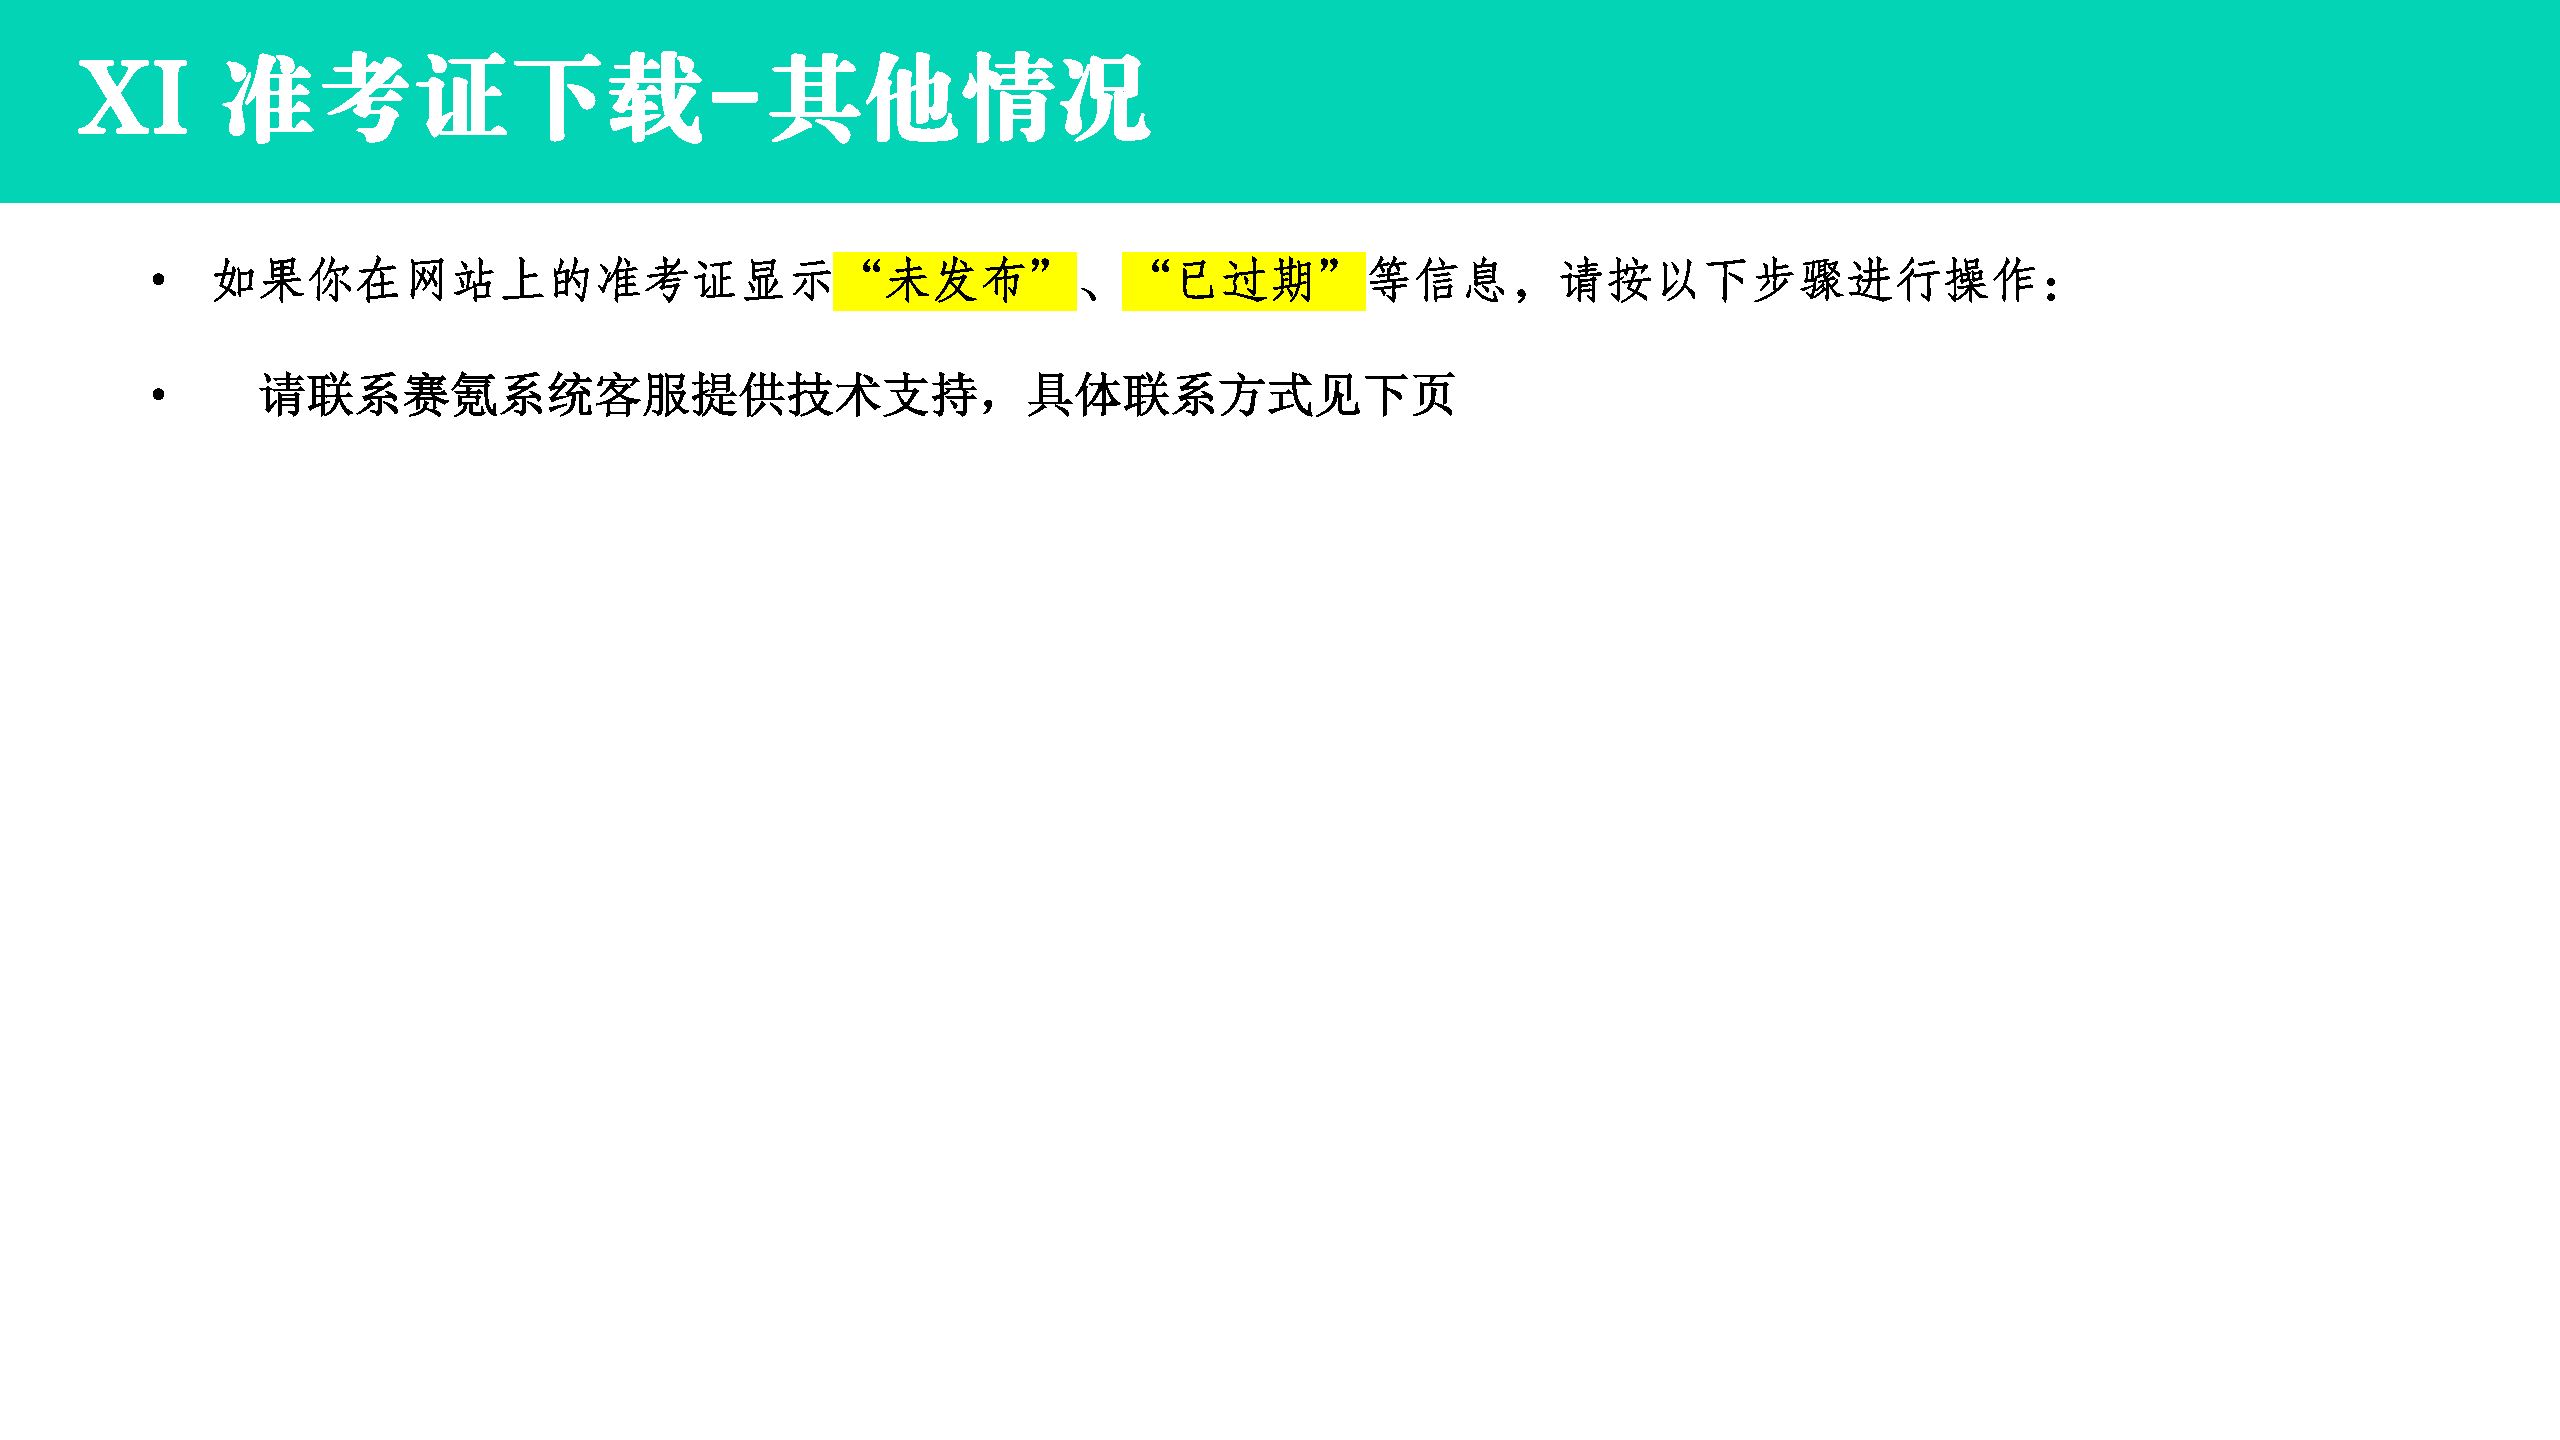 XI 准考证下载-其他情况
• 如果你在网站上的准考证显示“未发布”、“已过期”等信息，请按以下步骤进行操作：
• 请联系赛氪系统客服提供技术支持，具体联系方式见下页